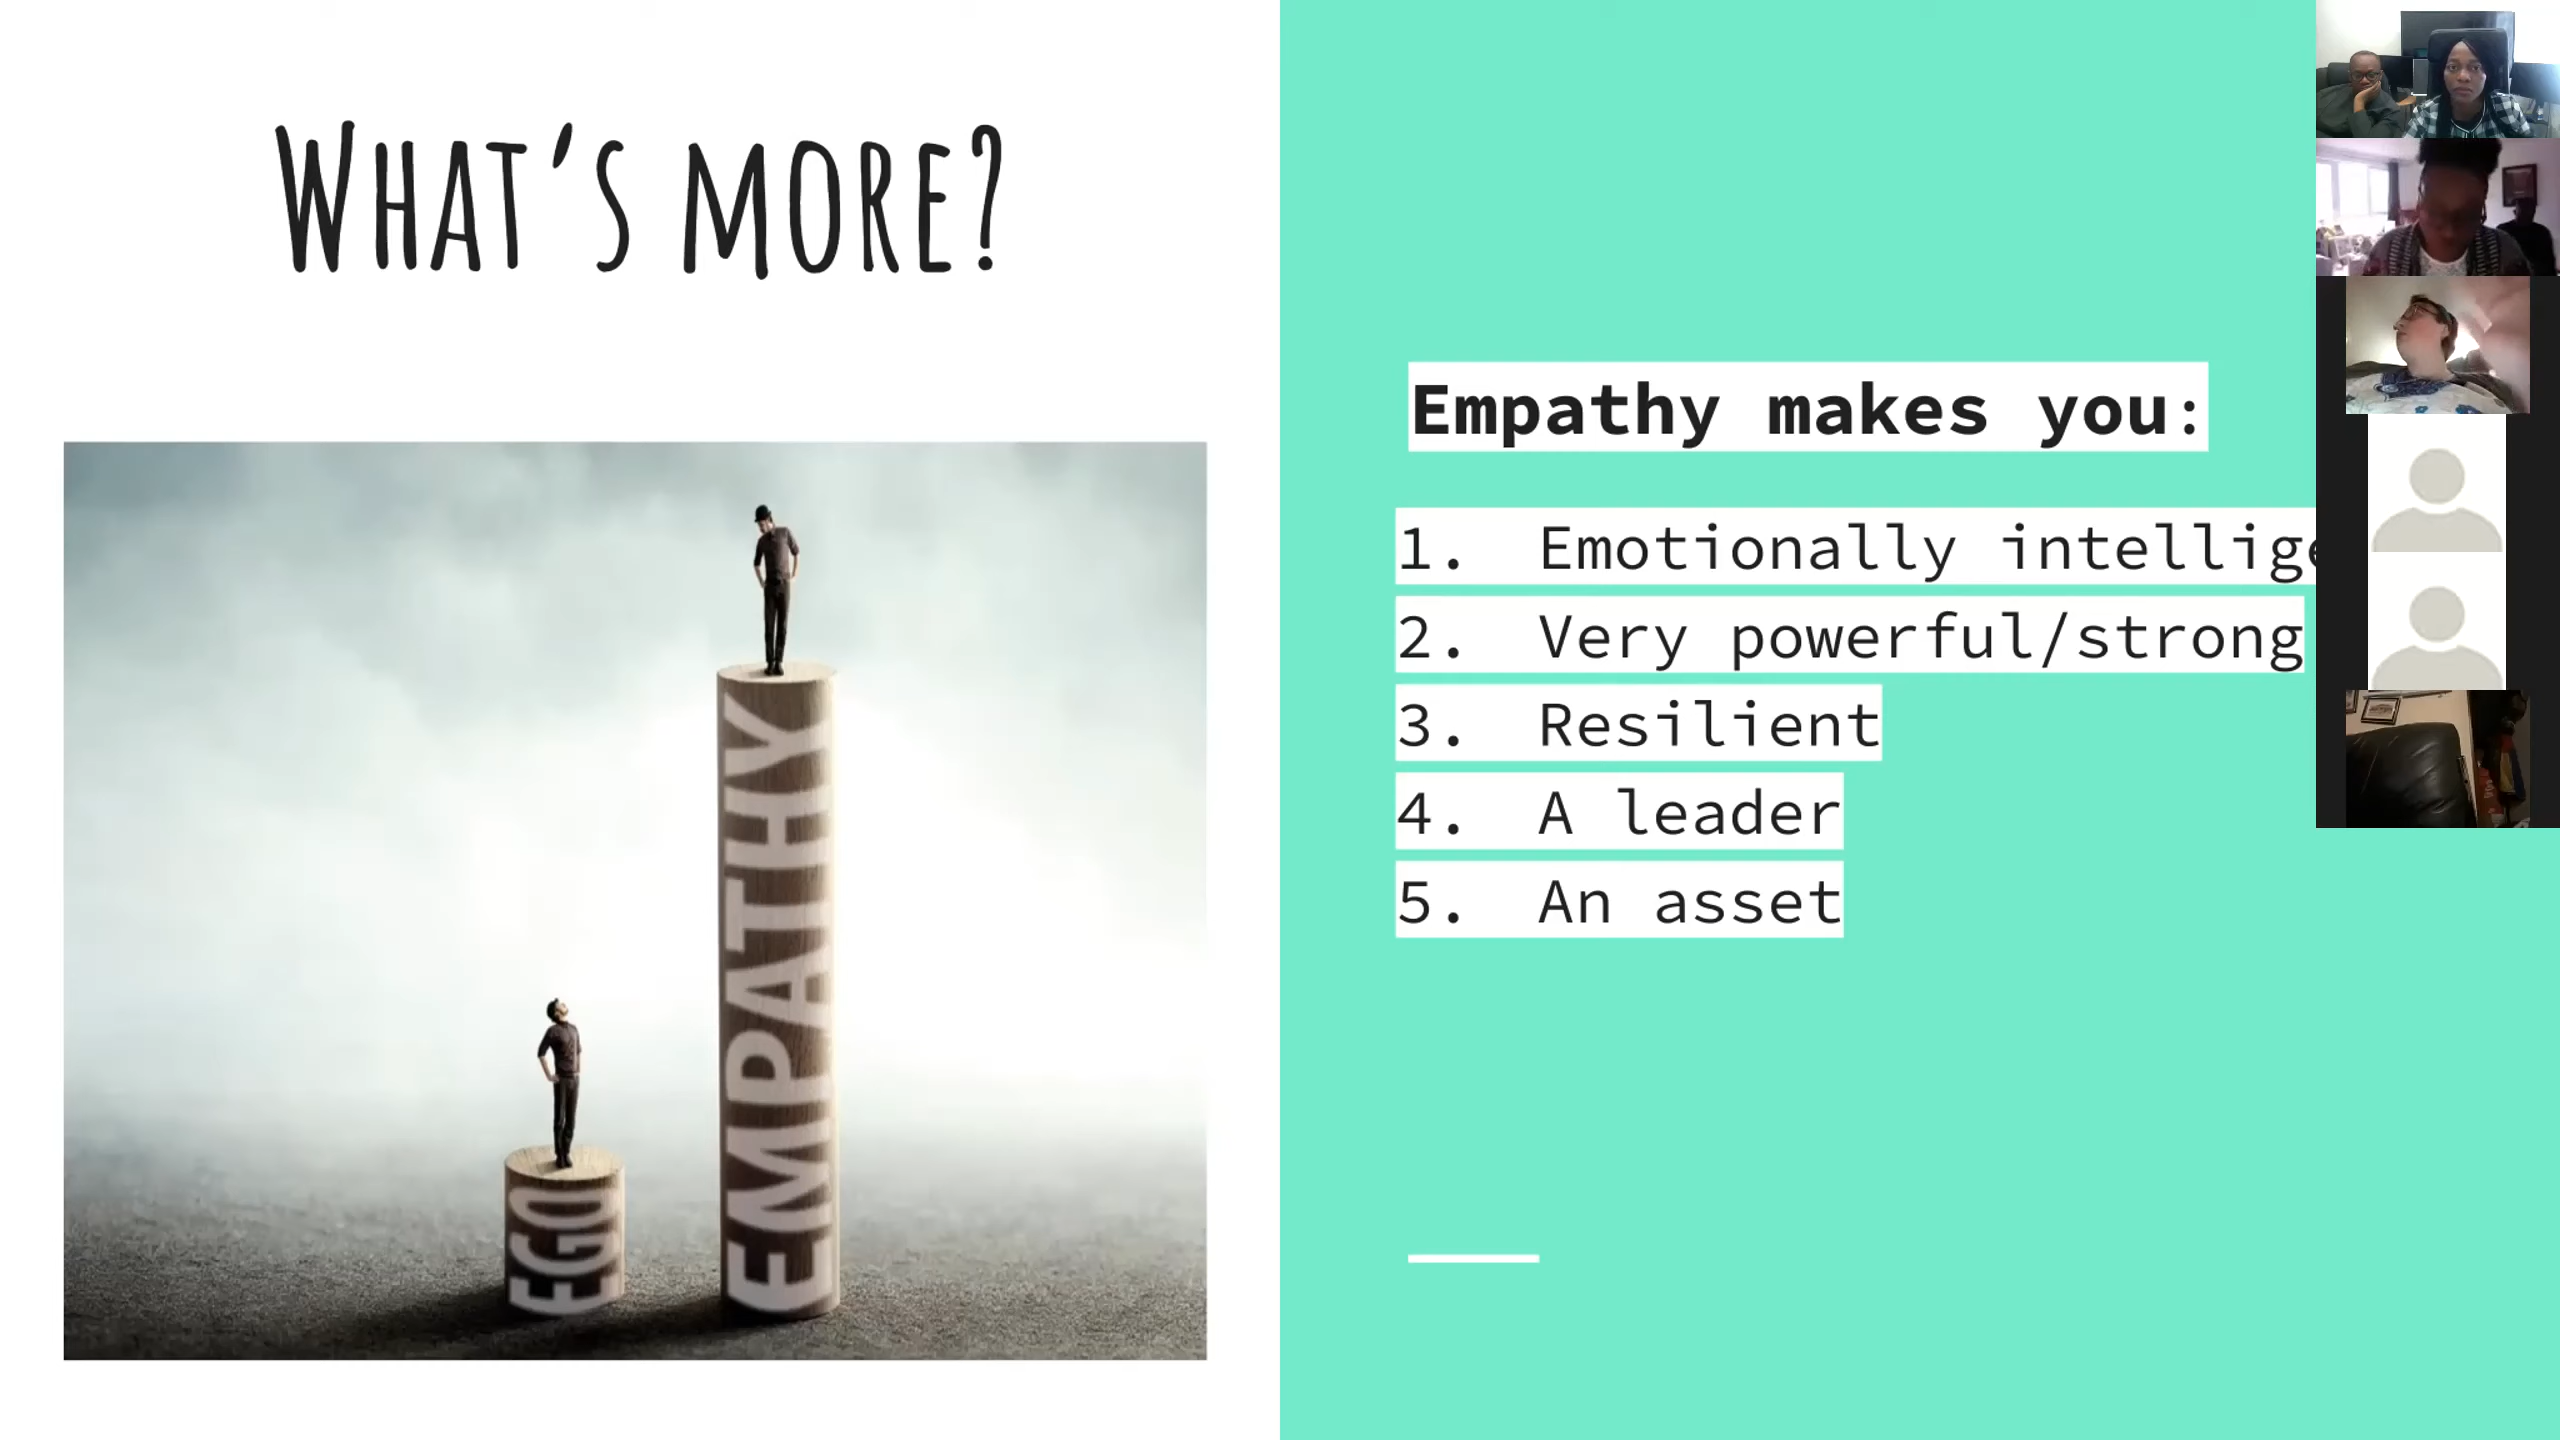 What's more?
EGO
EMPATHY
Empathy makes you:
1. Emotionally
2. Very powerful/strong
3. Resilient
4. A leader
5. An asset